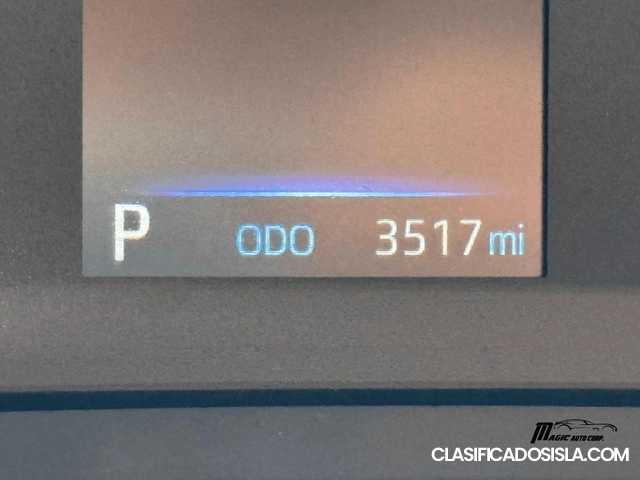 P ODO 3517 mi
MAGIC AUTO CORP.
CLASIFICADOSISLA.COM